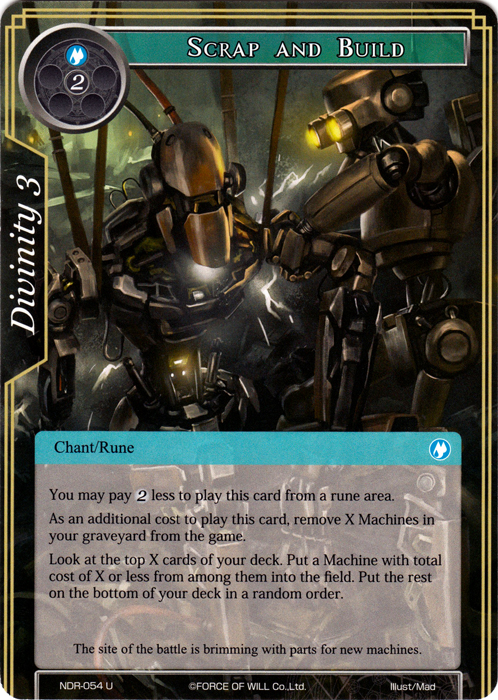 Scrap and Build
2
Divinity 3
Chant/Rune
You may pay 2 less to play this card from a rune area.
As an additional cost to play this card, remove X Machines in
your graveyard from the game.
Look at the top X cards of your deck. Put a Machine with total
cost of X or less from among them into the field. Put the rest
on the bottom of your deck in a random order.
The site of the battle is brimming with parts for new machines.
NDR-054 U ©FORCE OF WILL Co.,Ltd. Illust/Mad